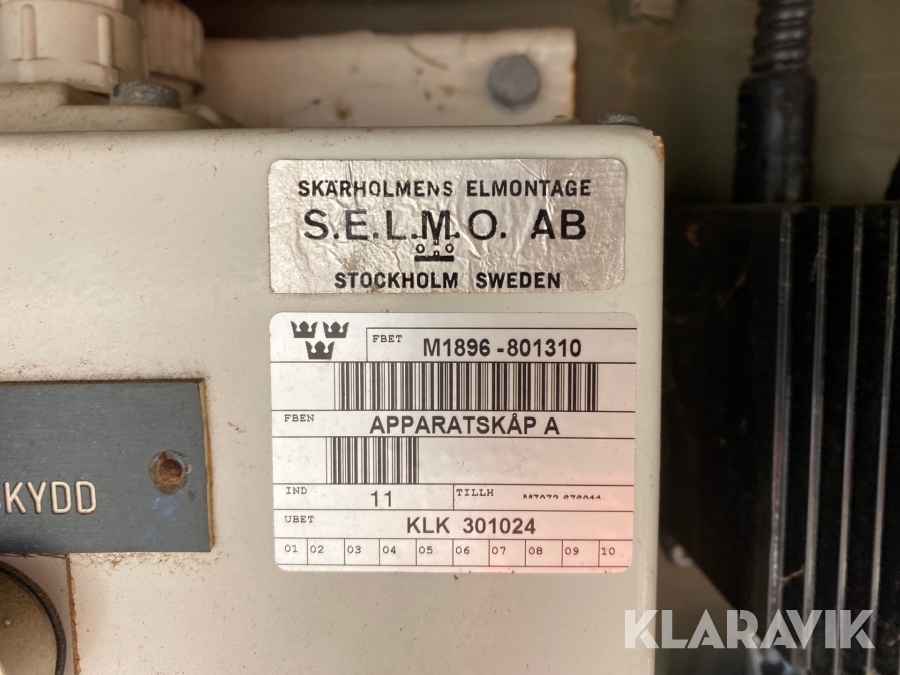 SKÄRHOLMENS ELMONTAGE
S.E.L.M.O. AB
STOCKHOLM SWEDEN
FBET M1896-801310
FBEN APPARATSKÅP A
IND 11 TILLH
UBET KLK 301024
01 02 03 04 05 06 07 08 09 10
KYDD
KLARAVIK